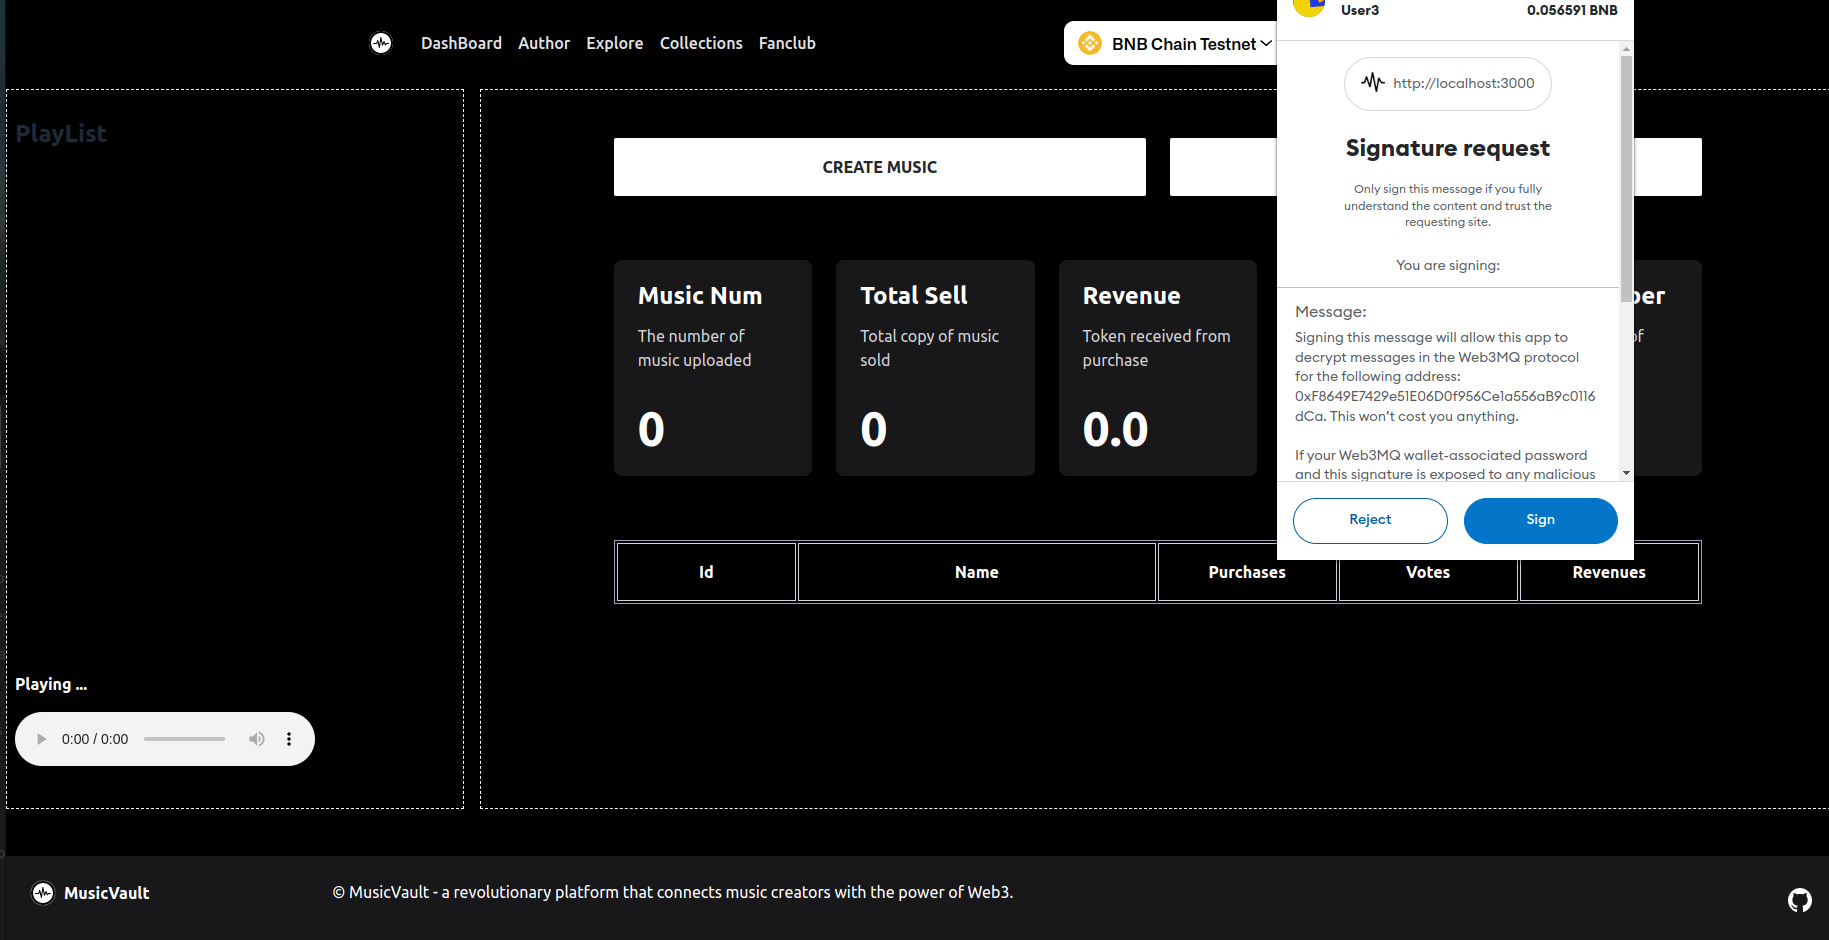 DashBoard Author Explore Collections Fanclub
BNB Chain Testnet
User3 0.056591 BNB
http://localhost:3000
Signature request
Only sign this message if you fully
understand the content and trust the
requesting site.
You are signing:
Message:
Signing this message will allow this app to
decrypt messages in the Web3MQ protocol
for the following address:
0xF8649E7429e51E06D0f956Ce1a556aB9c0116
dCa. This won’t cost you anything.
If your Web3MQ wallet-associated password
and this signature is exposed to any malicious
Reject Sign
PlayList
CREATE MUSIC
Music Num
The number of
music uploaded
0
Total Sell
Total copy of music
sold
0
Revenue
Token received from
purchase
0.0
Id Name Purchases Votes Revenues
Playing ...
0:00 / 0:00
MusicVault
© MusicVault - a revolutionary platform that connects music creators with the power of Web3.